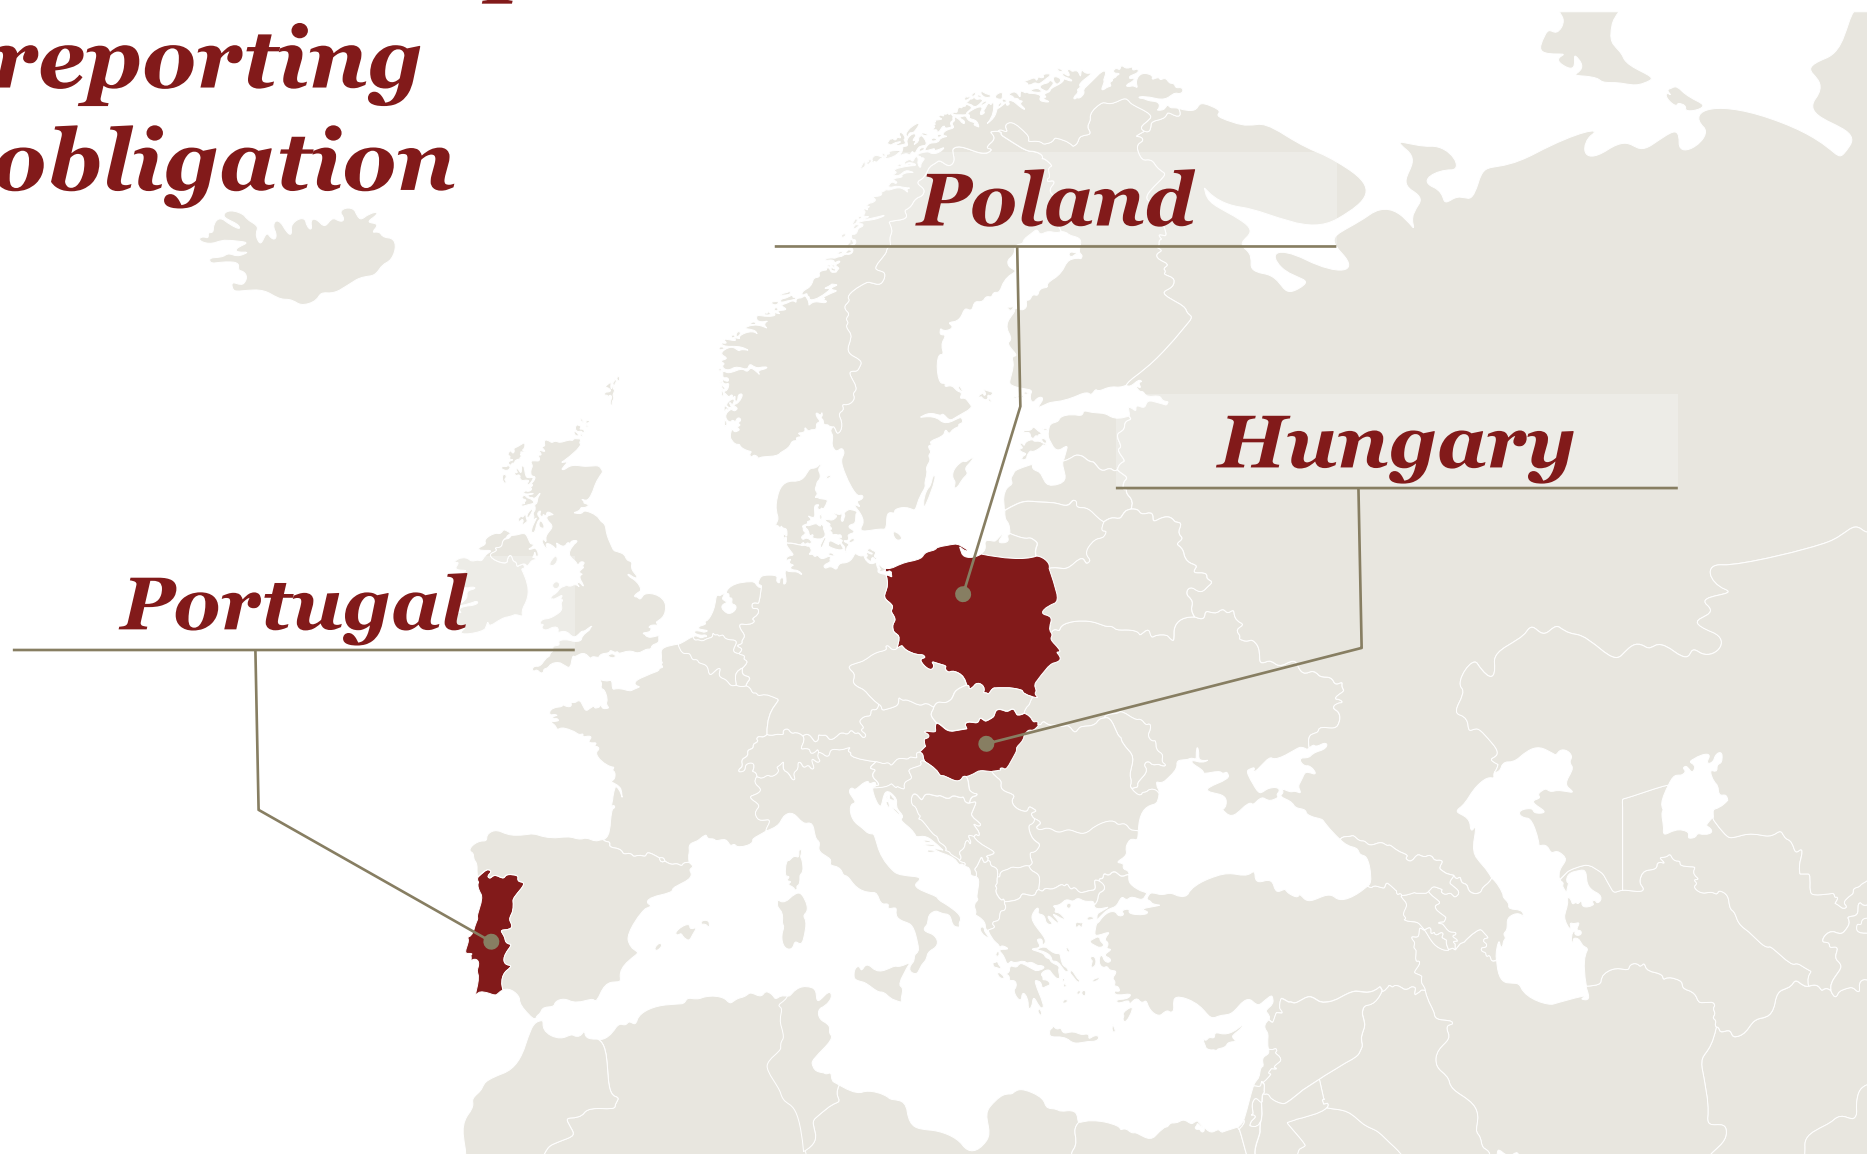 reporting
obligation
Poland
Hungary
Portugal